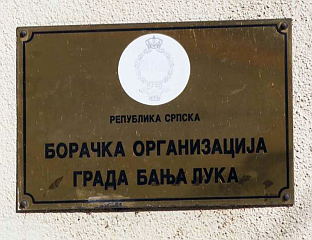 РЕПУБЛИКА СРПСКА
БОРАЧКА ОРГАНИЗАЦИЈА
ГРАДА БАЊА ЛУКА